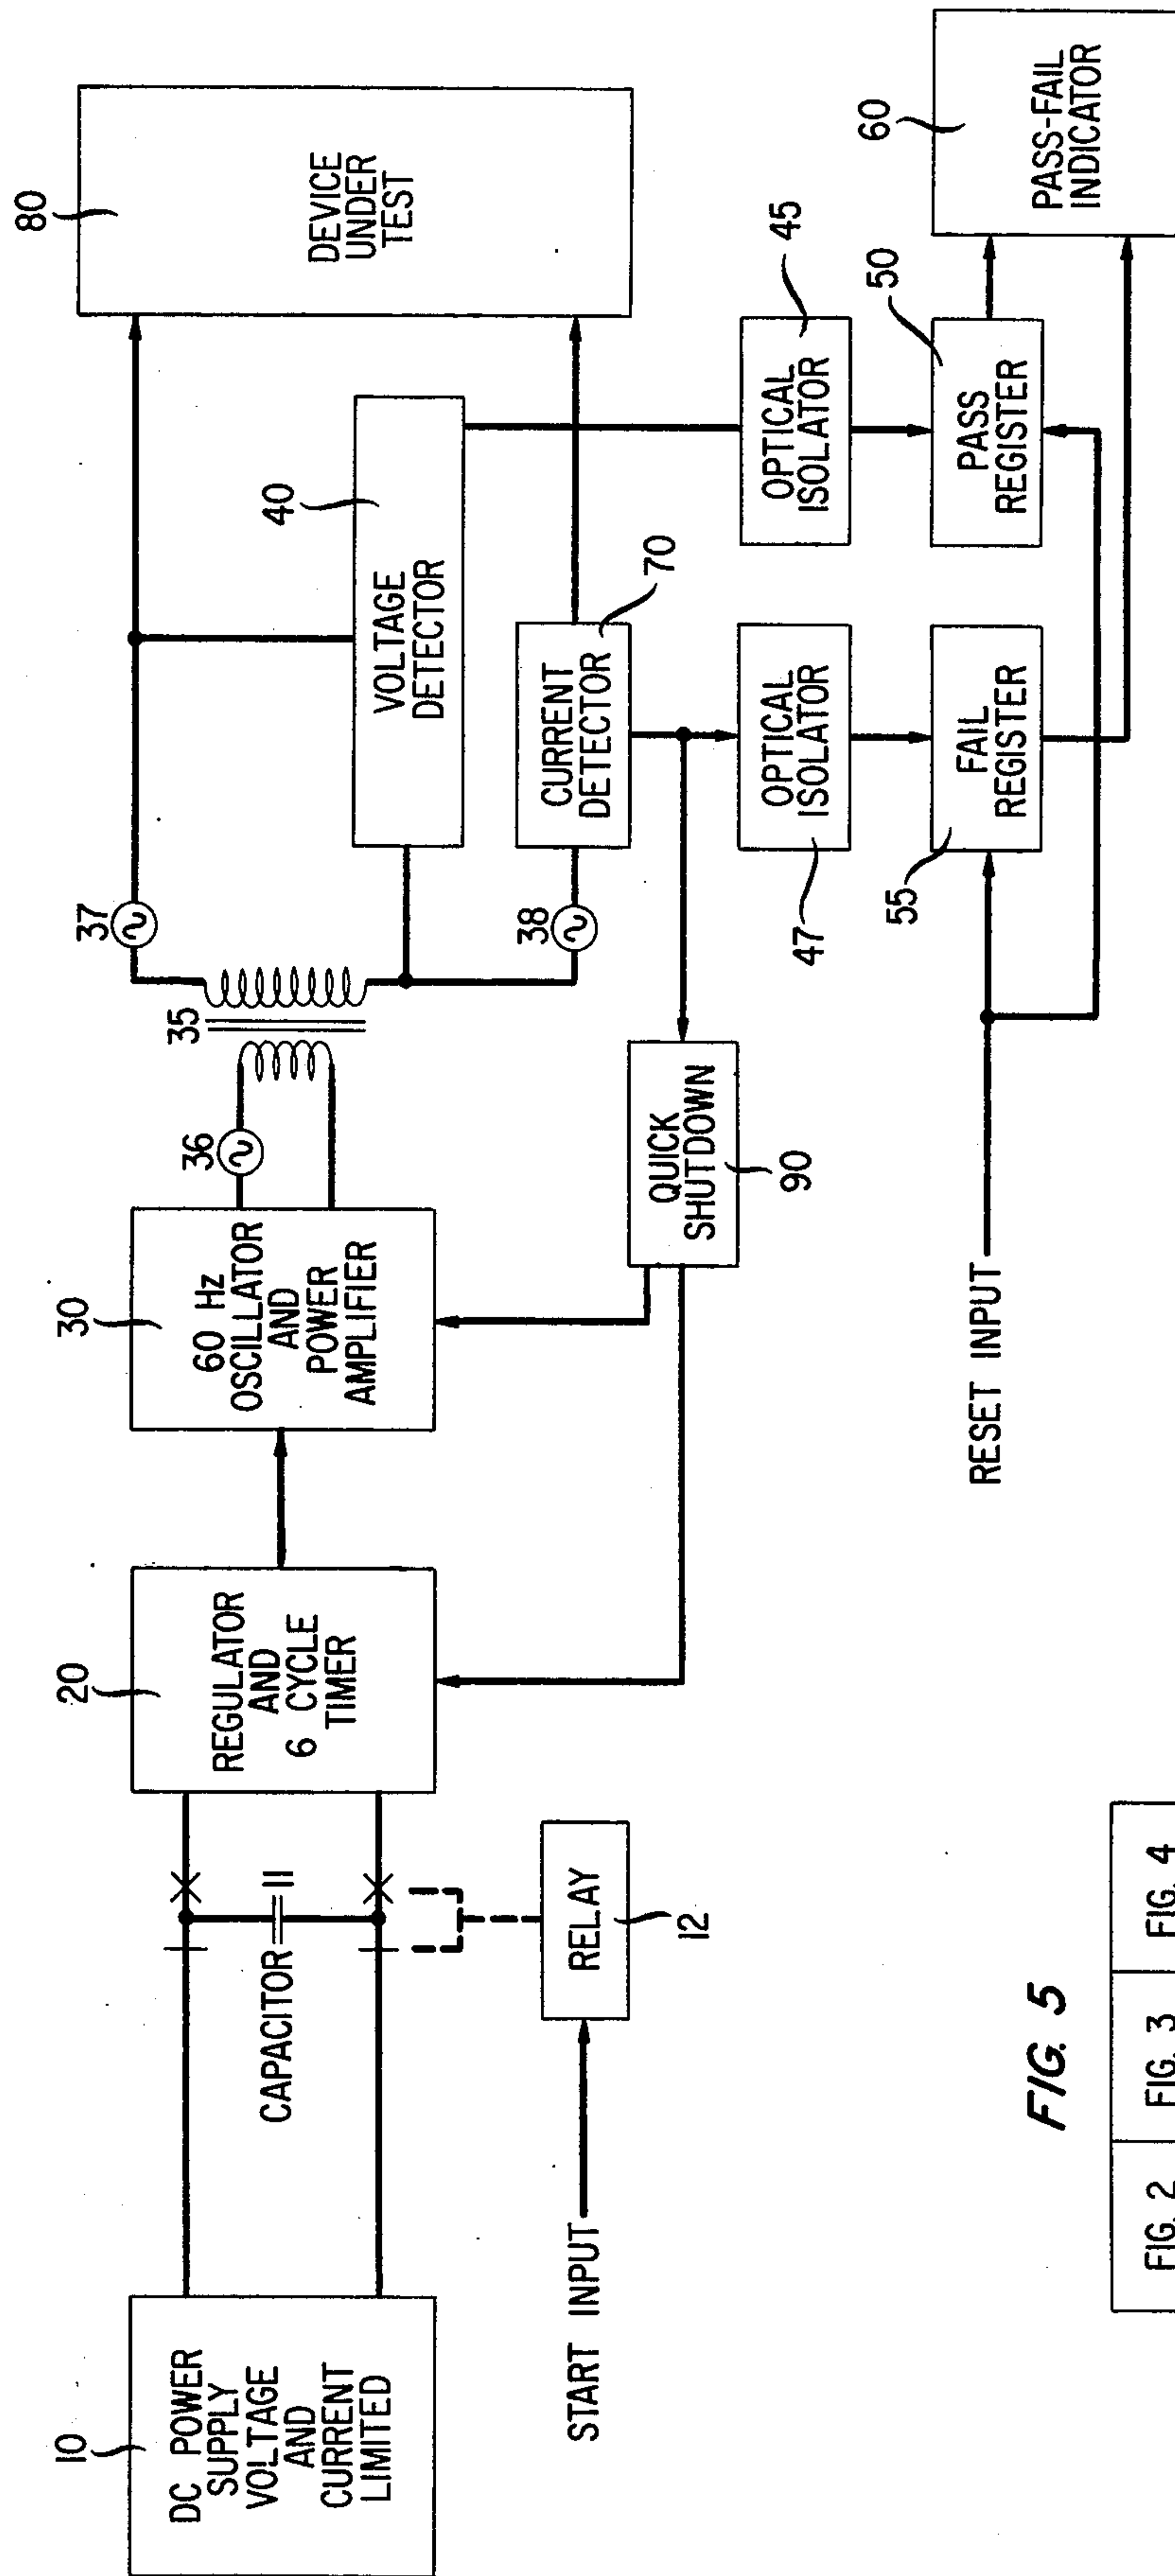 10
DC POWER
SUPPLY
VOLTAGE
AND
CURRENT
LIMITED
CAPACITOR
11
START INPUT
RELAY
12
20
REGULATOR
AND
6 CYCLE
TIMER
30
60 Hz
OSCILLATOR
AND
POWER
AMPLIFIER
36
35
37
38
QUICK
SHUTDOWN
90
40
VOLTAGE
DETECTOR
CURRENT
DETECTOR
70
80
DEVICE
UNDER
TEST
OPTICAL
ISOLATOR
47
OPTICAL
ISOLATOR
45
RESET INPUT
55
FAIL
REGISTER
50
PASS
REGISTER
60
PASS-FAIL
INDICATOR
FIG. 5
FIG. 2
FIG. 3
FIG. 4